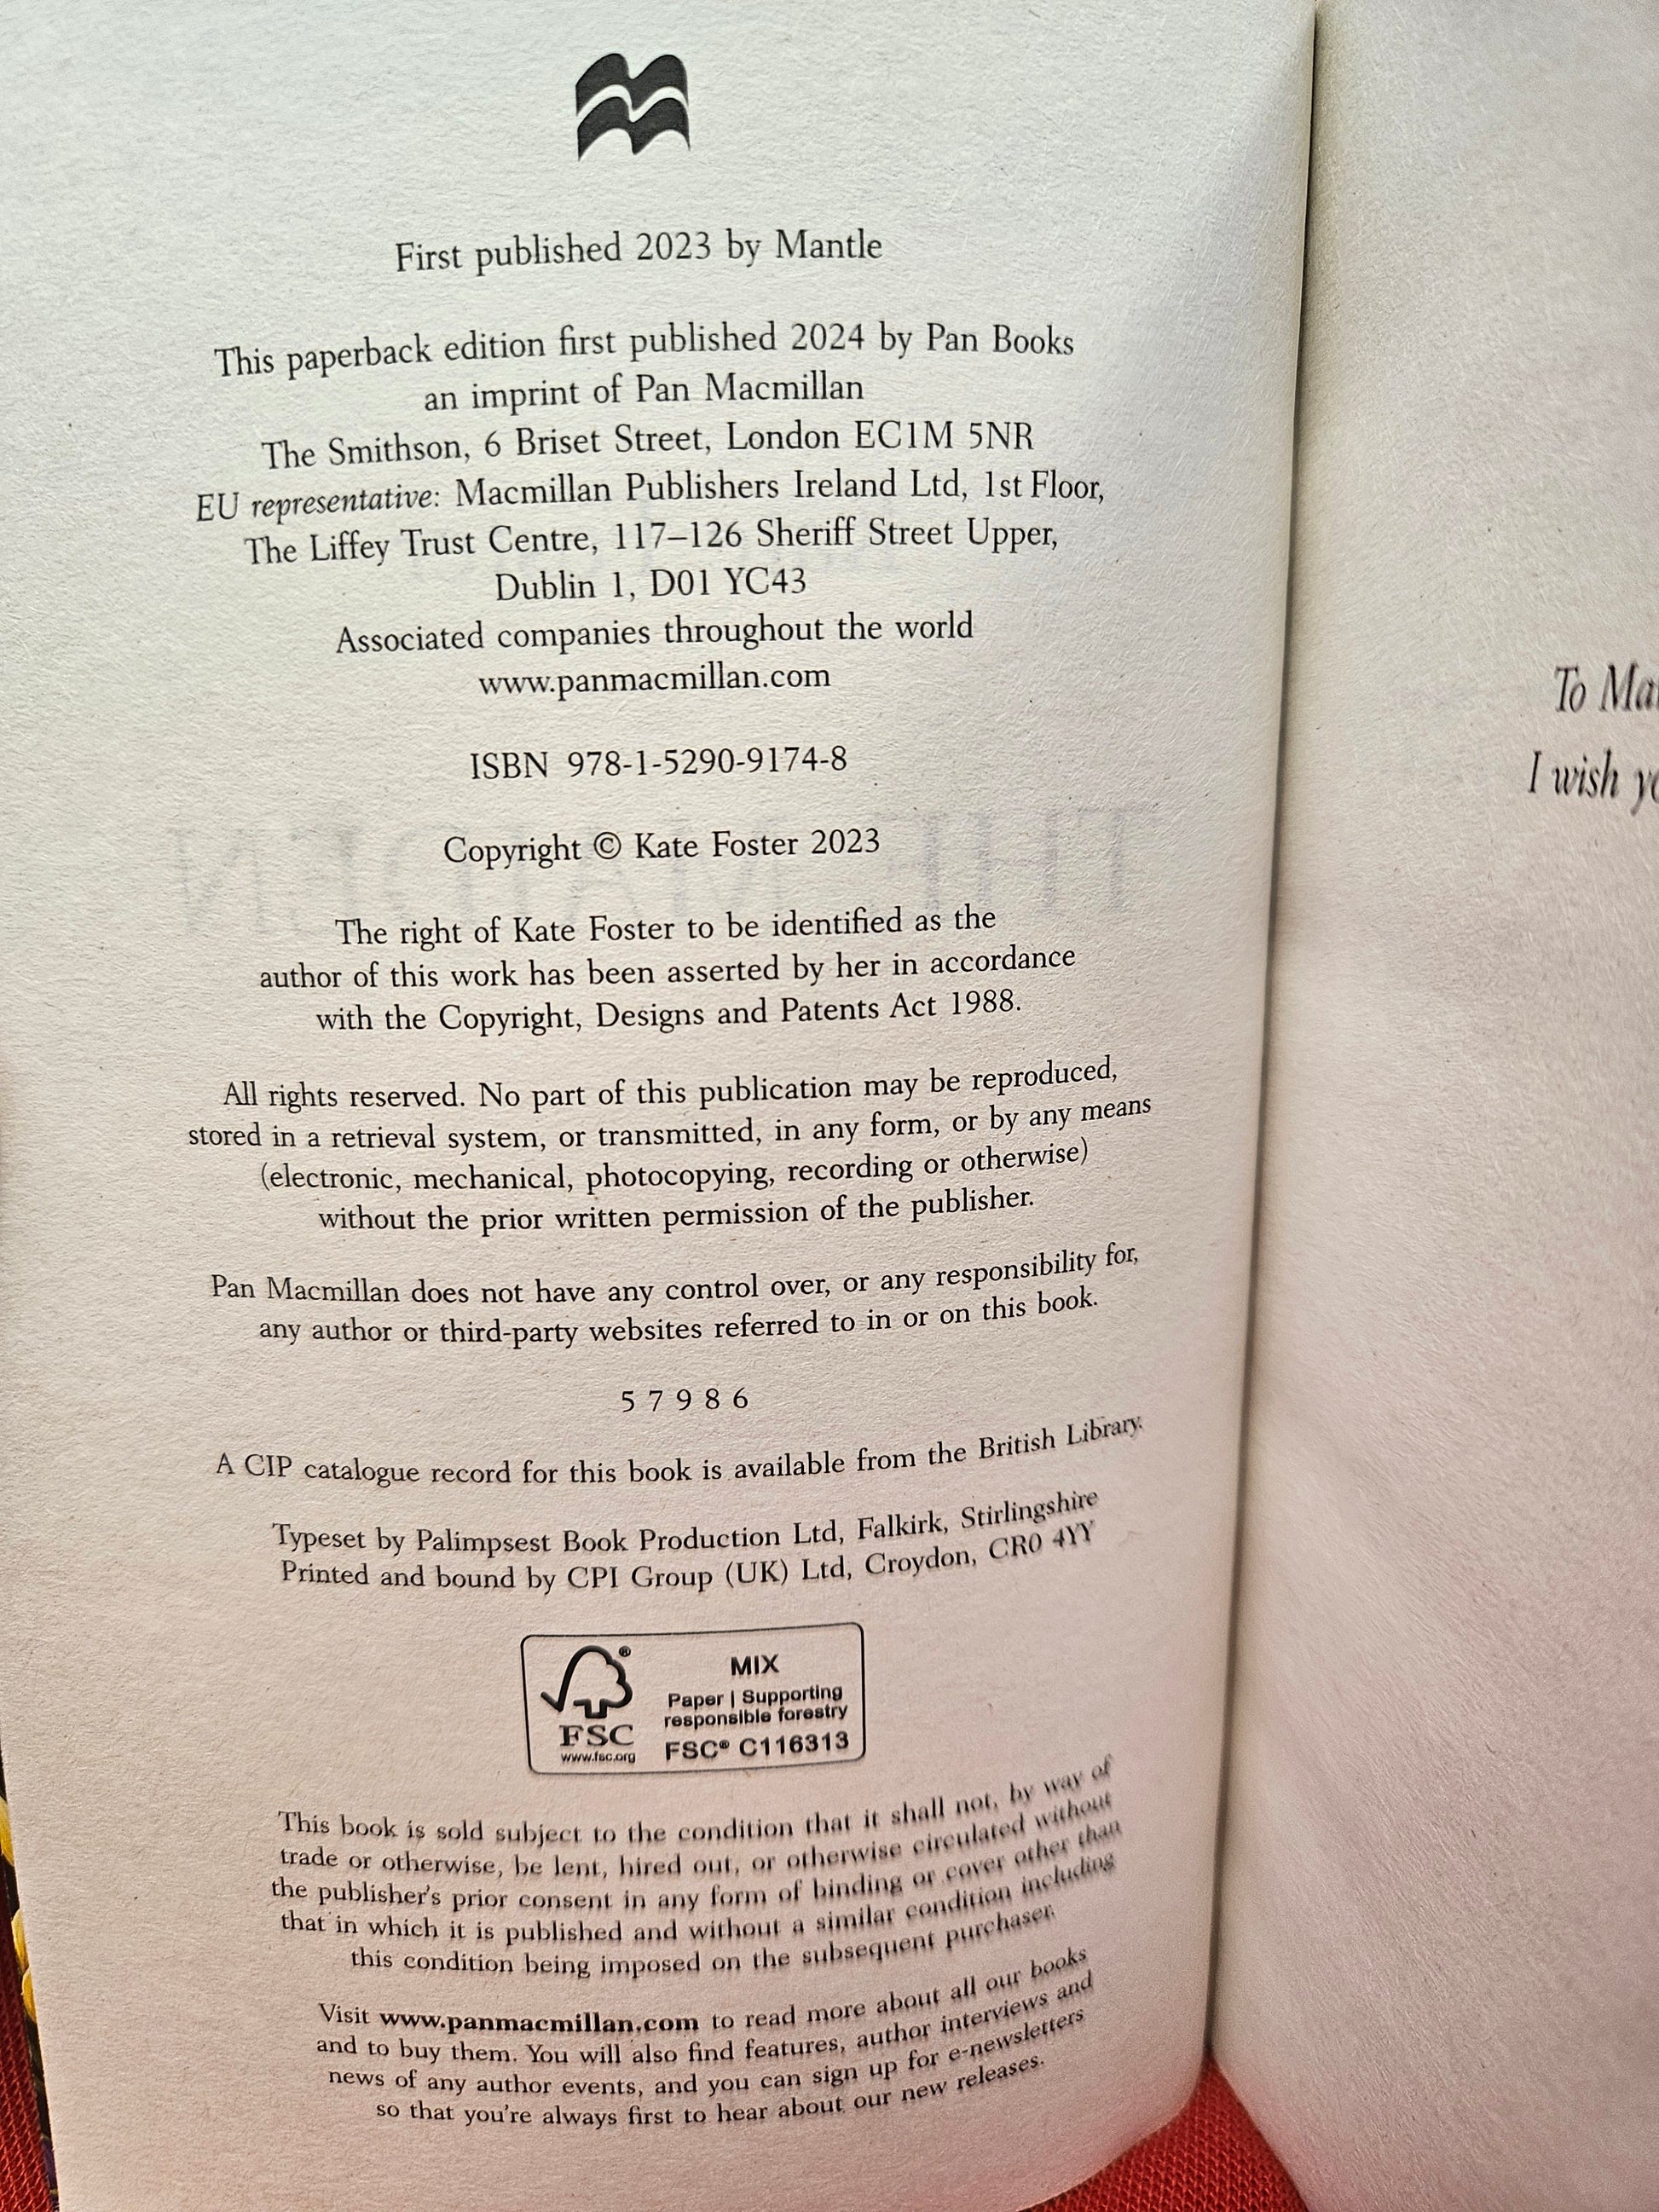 First published 2023 by Mantle
This paperback edition first published 2024 by Pan Books
an imprint of Pan Macmillan
The Smithson, 6 Briset Street, London EC1M 5NR
EU representative: Macmillan Publishers Ireland Ltd, 1st Floor,
The Liffey Trust Centre, 117–126 Sheriff Street Upper,
Dublin 1, D01 YC43
Associated companies throughout the world
www.panmacmillan.com
ISBN 978-1-5290-9174-8
Copyright © Kate Foster 2023
The right of Kate Foster to be identified as the
author of this work has been asserted by her in accordance
with the Copyright, Designs and Patents Act 1988.
All rights reserved. No part of this publication may be reproduced,
stored in a retrieval system, or transmitted, in any form, or by any means
(electronic, mechanical, photocopying, recording or otherwise)
without the prior written permission of the publisher.
Pan Macmillan does not have any control over, or any responsibility for,
any author or third-party websites referred to in or on this book.
5 7 9 8 6
A CIP catalogue record for this book is available from the British Library.
Typeset by Palimpsest Book Production Ltd, Falkirk, Stirlingshire
Printed and bound by CPI Group (UK) Ltd, Croydon, CR0 4YY
FSC
www.fsc.org
MIX
Paper | Supporting
responsible forestry
FSC® C116313
This book is sold subject to the condition that it shall not, by way of
trade or otherwise, be lent, hired out, or otherwise circulated without
the publisher's prior consent in any form of binding or cover other than
that in which it is published and without a similar condition including
this condition being imposed on the subsequent purchaser.
Visit www.panmacmillan.com to read more about all our books
and to buy them. You will also find features, author interviews and
news of any author events, and you can sign up for e-newsletters
so that you're always first to hear about our new releases.
To
I wish